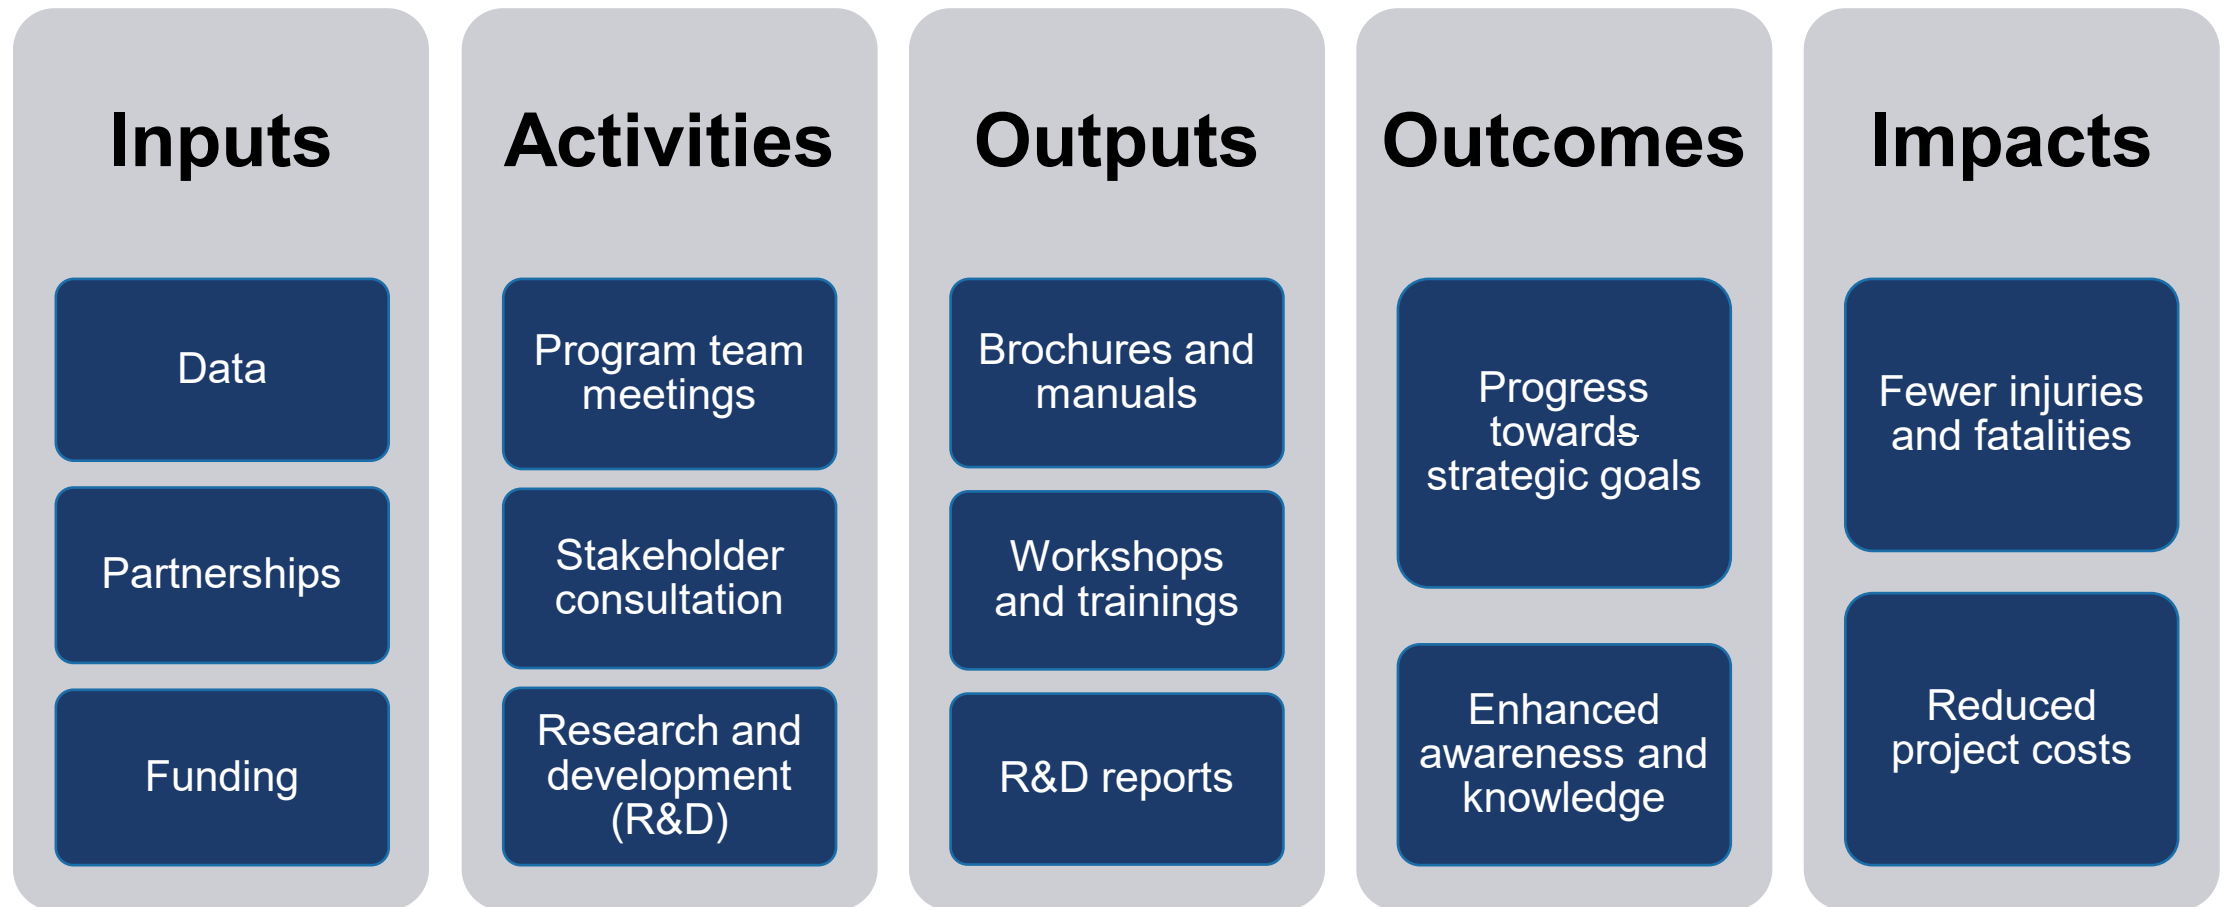 Inputs
Data
Partnerships
Funding
Activities
Program team
meetings
Stakeholder
consultation
Research and
development
(R&D)
Outputs
Brochures and
manuals
Workshops
and trainings
R&D reports
Outcomes
Progress
towards
strategic goals
Enhanced
awareness and
knowledge
Impacts
Fewer injuries
and fatalities
Reduced
project costs